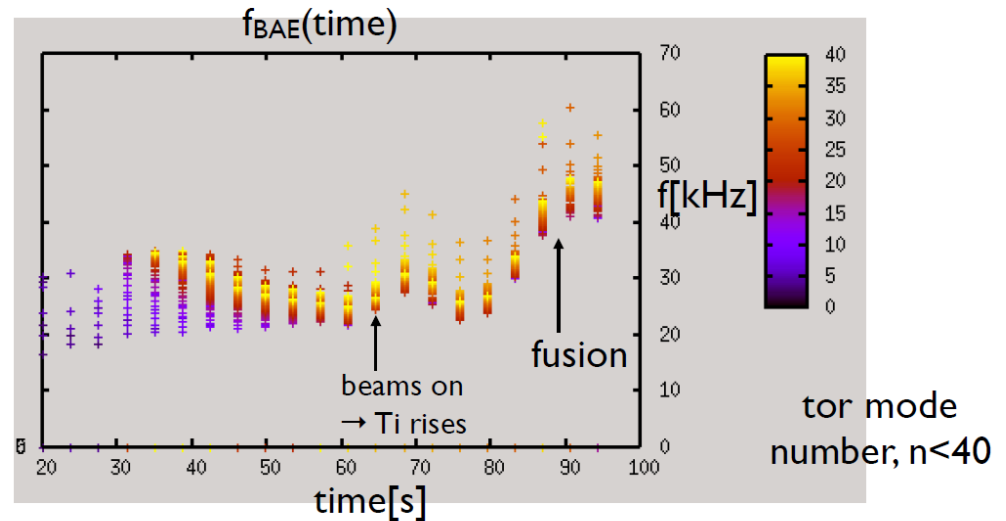 fBAE(time)
70
60
50
40
30
20
10
0
f[kHz]
40
35
30
25
20
15
10
5
0
beams on
→ Ti rises
fusion
20 30 40 50 60 70 80 90 100
time[s]
tor mode
number, n<40